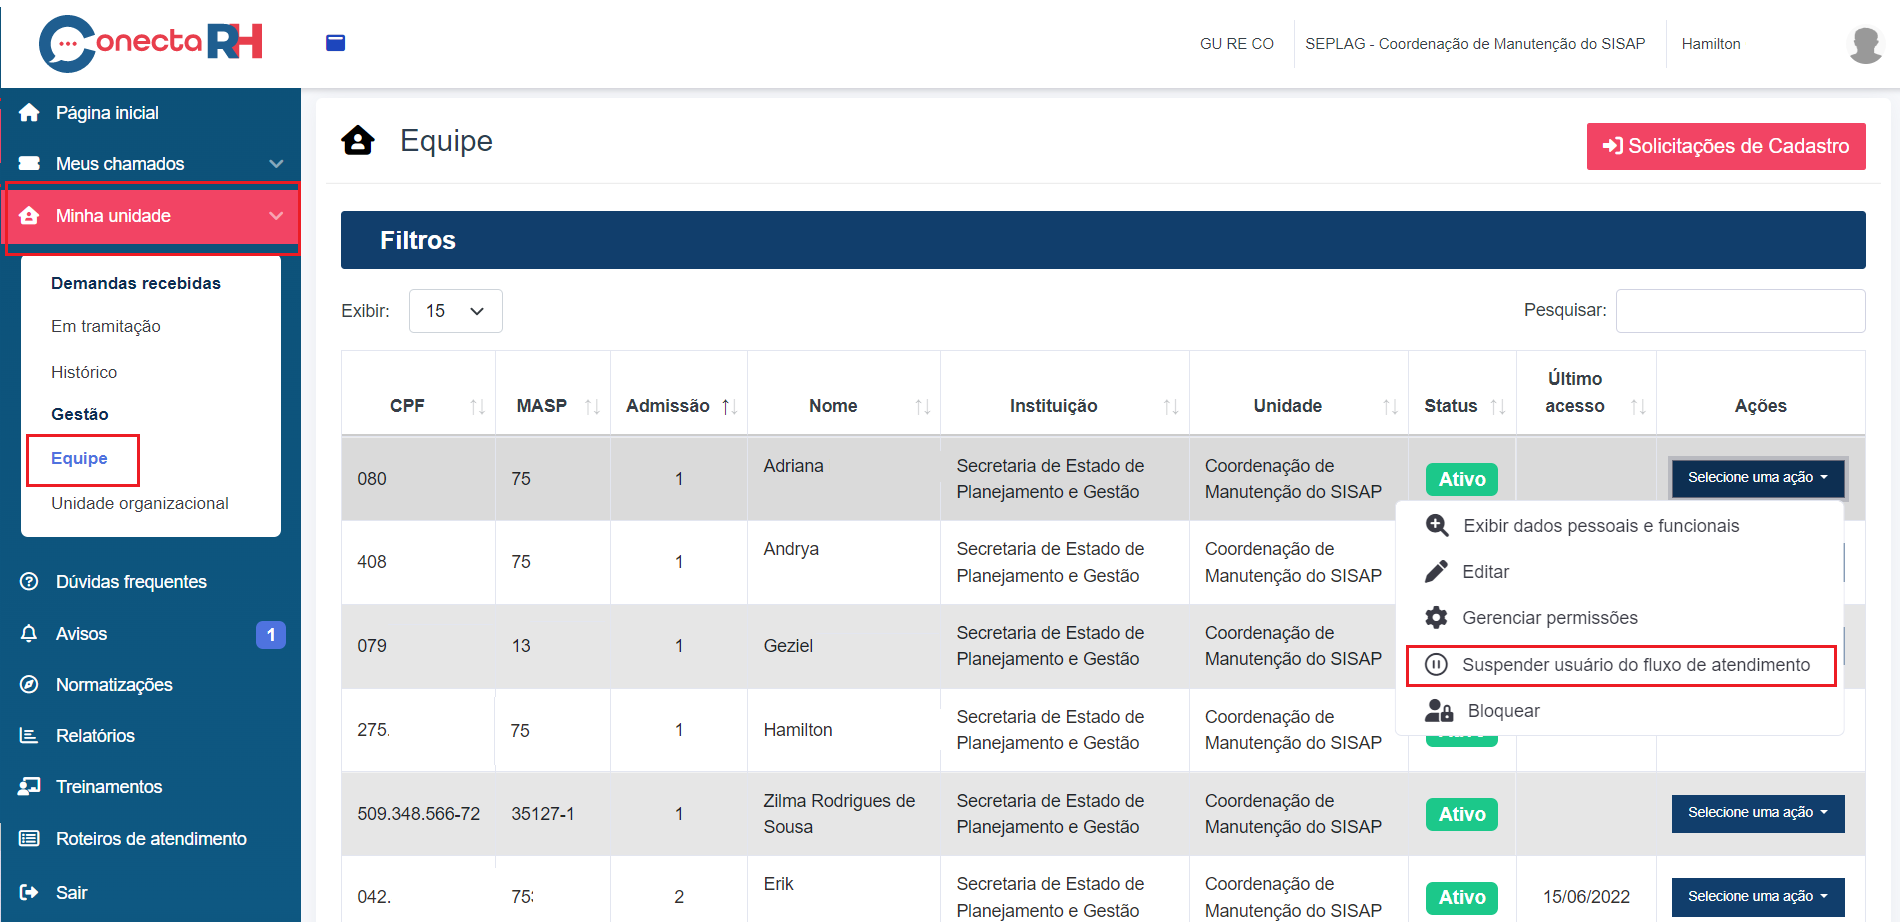 Conecta RH
GU RE CO
SEPLAG - Coordenação de Manutenção do SISAP
Hamilton
Página inicial
Meus chamados
Minha unidade
Demandas recebidas
Em tramitação
Histórico
Gestão
Equipe
Unidade organizacional
Dúvidas frequentes
Avisos 1
Normatizações
Relatórios
Treinamentos
Roteiros de atendimento
Sair
Equipe
Solicitações de Cadastro
Filtros
Exibir: 15
Pesquisar:
CPF MASP Admissão Nome Instituição Unidade Status Último acesso Ações
080 75 1 Adriana Secretaria de Estado de Planejamento e Gestão Coordenação de Manutenção do SISAP Ativo Selecione uma ação
408 75 1 Andrya Secretaria de Estado de Planejamento e Gestão Coordenação de Manutenção do SISAP
079 13 1 Geziel Secretaria de Estado de Planejamento e Gestão Coordenação de Manutenção do SISAP
275. 75 1 Hamilton Secretaria de Estado de Planejamento e Gestão Coordenação de Manutenção do SISAP
509.348.566-72 35127-1 1 Zilma Rodrigues de Sousa Secretaria de Estado de Planejamento e Gestão Coordenação de Manutenção do SISAP Ativo Selecione uma ação
042. 75 2 Erik Secretaria de Estado de Planejamento e Gestão Coordenação de Manutenção do SISAP Ativo 15/06/2022 Selecione uma ação
Exibir dados pessoais e funcionais
Editar
Gerenciar permissões
Suspender usuário do fluxo de atendimento
Bloquear